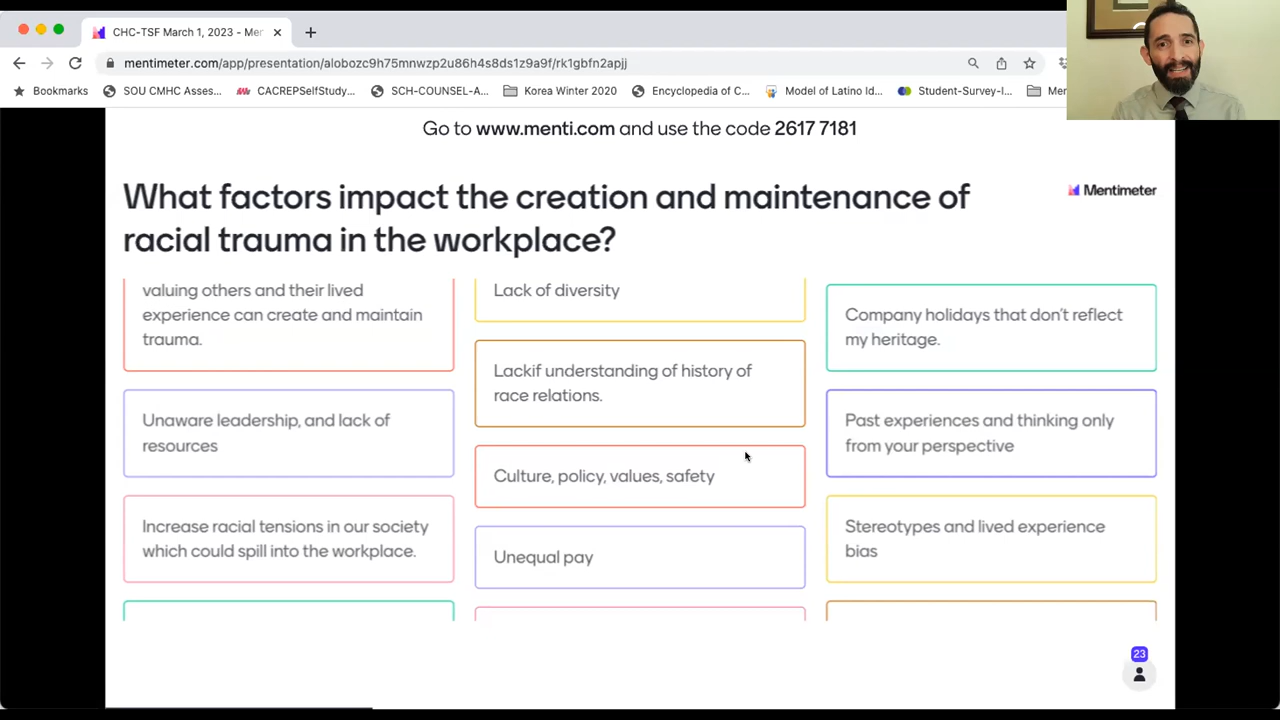 CHC-TSF March 1, 2023 - Mer
mentimeter.com/app/presentation/alobozc9h75mnwzp2u86h4s8ds1z9a9f/rk1gbfn2apjj
Bookmarks
SOU CMHC Asses...
CACREPSelfStudy...
SCH-COUNSEL-A...
Korea Winter 2020
Encyclopedia of C...
Model of Latino Id...
Student-Survey-I...
Go to www.menti.com and use the code 2617 7181
What factors impact the creation and maintenance of
racial trauma in the workplace?
Mentimeter
valuing others and their lived
experience can create and maintain
trauma.
Unaware leadership, and lack of
resources
Increase racial tensions in our society
which could spill into the workplace.
Lack of diversity
Lackif understanding of history of
race relations.
Culture, policy, values, safety
Unequal pay
Company holidays that don't reflect
my heritage.
Past experiences and thinking only
from your perspective
Stereotypes and lived experience
bias
23